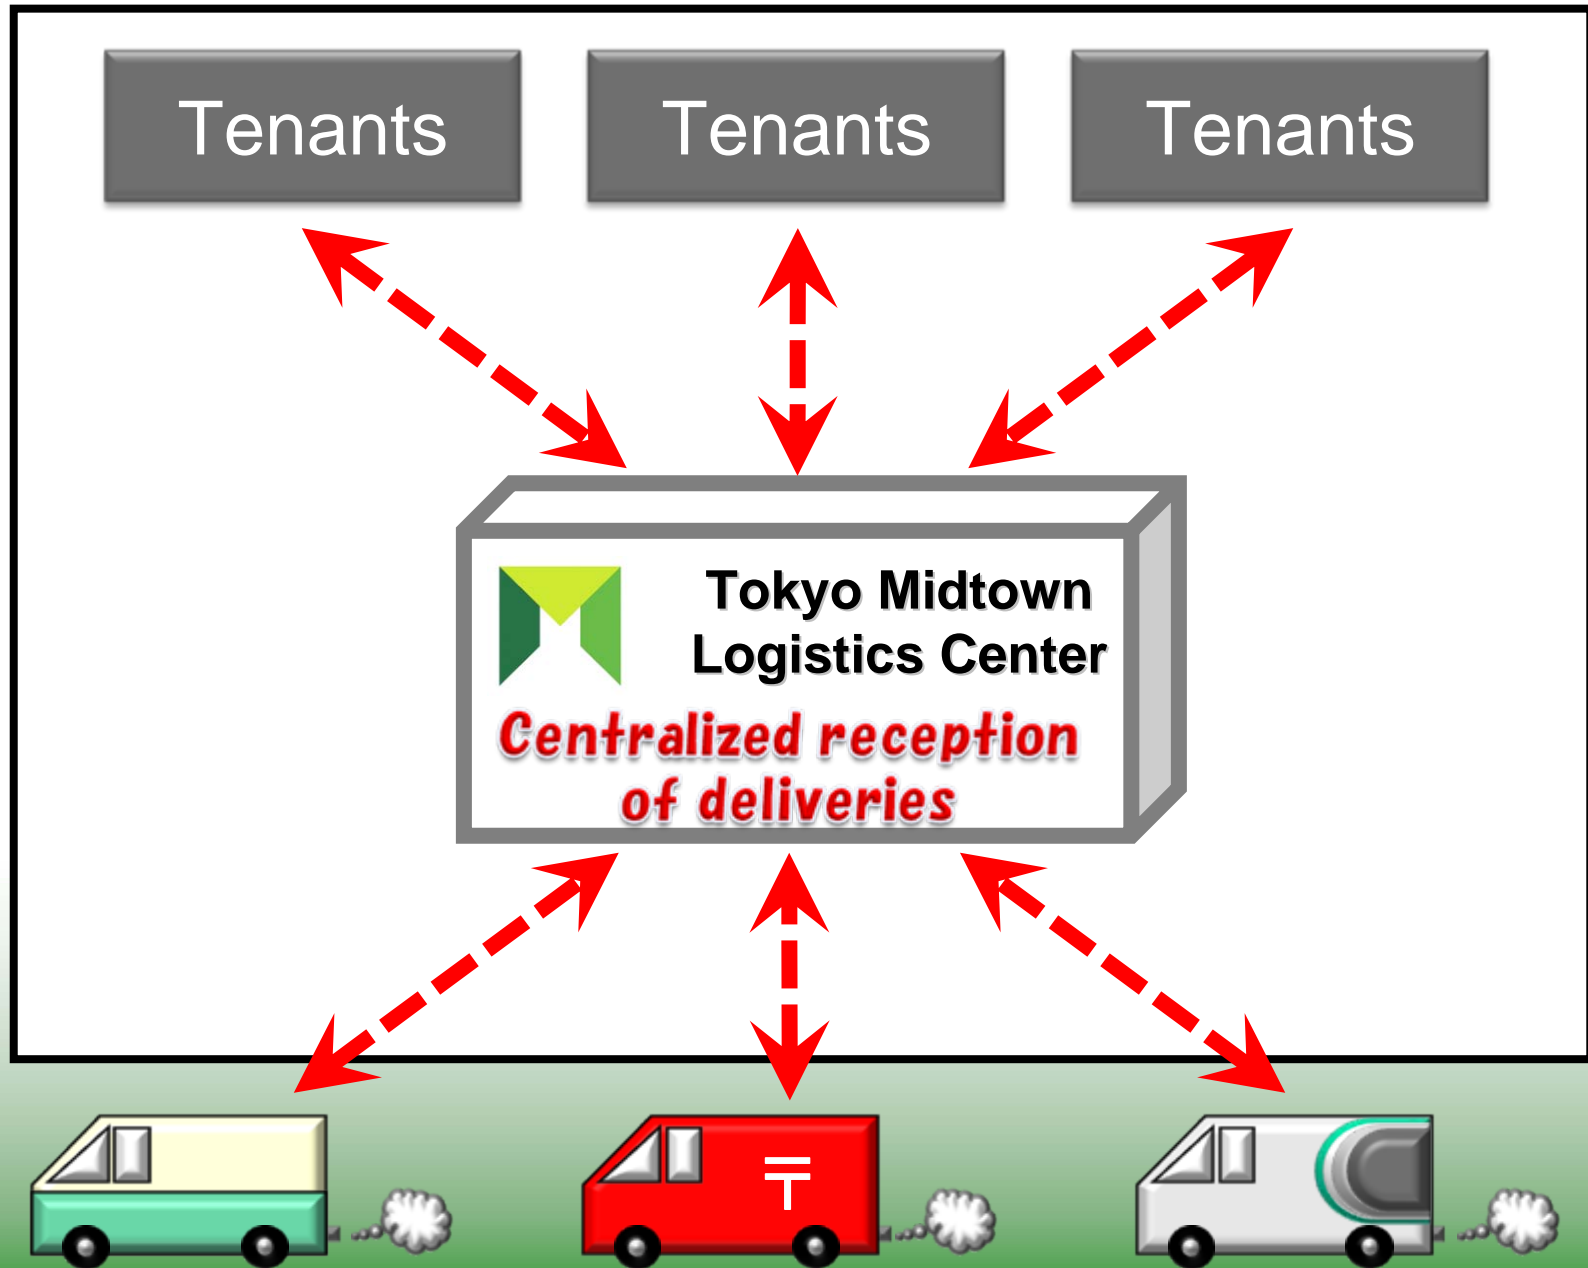 Tenants
Tenants
Tenants
Tokyo Midtown
Logistics Center
Centralized reception
of deliveries
〒